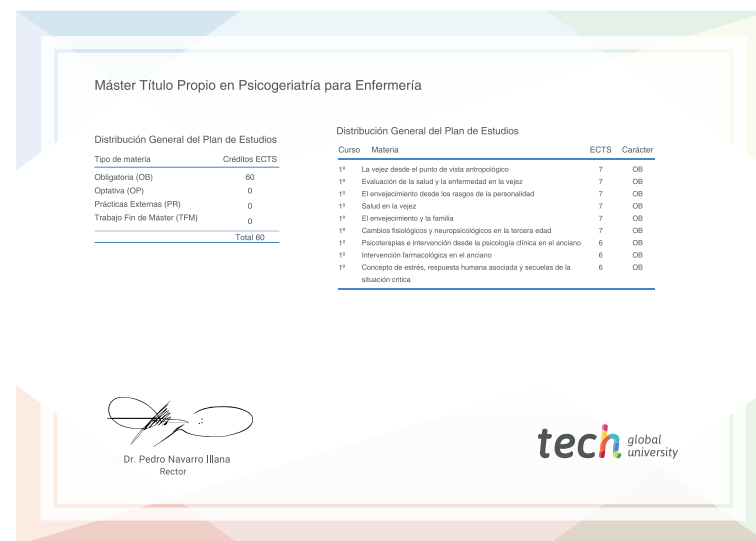 Máster Título Propio en Psicogeriatría para Enfermería
Distribución General del Plan de Estudios
Tipo de materia Créditos ECTS
Obligatoria (OB) 60
Optativa (OP) 0
Prácticas Externas (PR) 0
Trabajo Fin de Máster (TFM) 0
Total 60
Distribución General del Plan de Estudios
Curso Materia ECTS Carácter
1º La vejez desde el punto de vista antropológico 7 OB
1º Evaluación de la salud y la enfermedad en la vejez 7 OB
1º El envejecimiento desde los rasgos de la personalidad 7 OB
1º Salud en la vejez 7 OB
1º El envejecimiento y la familia 7 OB
1º Cambios fisiológicos y neuropsicológicos en la tercera edad 7 OB
1º Psicoterapias e intervención desde la psicología clínica en el anciano 6 OB
1º Intervención farmacológica en el anciano 6 OB
1º Concepto de estrés, respuesta humana asociada y secuelas de la 6 OB
situación critica
Dr. Pedro Navarro Illana
Rector
tech global
university